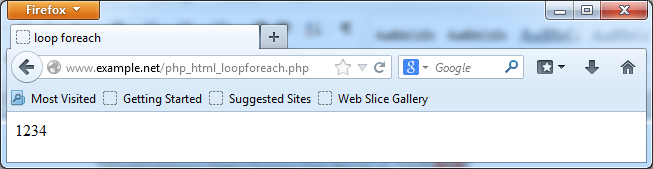 Firefox
loop foreach
www.example.net/php_html_loopforeach.php
Google
Most Visited Getting Started Suggested Sites Web Slice Gallery
1234